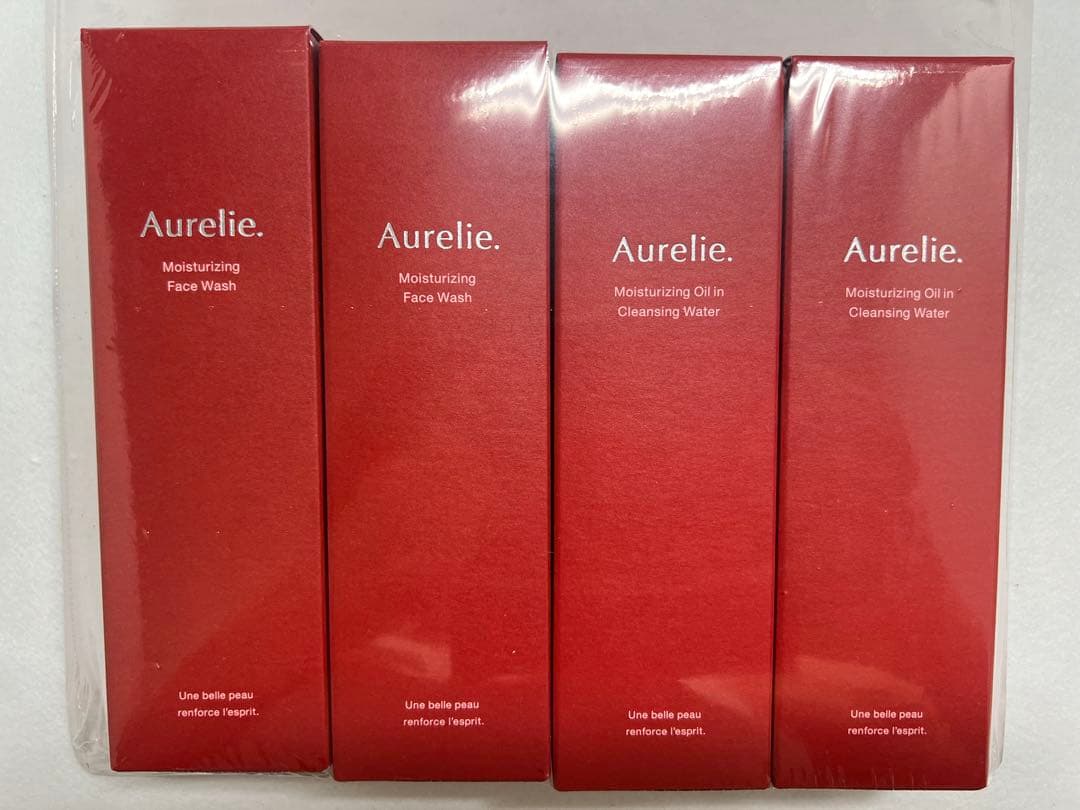 Aurelie.
Moisturizing
Face Wash
Une belle peau
renforce l'esprit.
Aurelie.
Moisturizing
Face Wash
Une belle peau
renforce l'esprit.
Aurelie.
Moisturizing Oil in
Cleansing Water
Une belle peau
renforce l'esprit.
Aurelie.
Moisturizing Oil in
Cleansing Water
Une belle peau
renforce l'esprit.